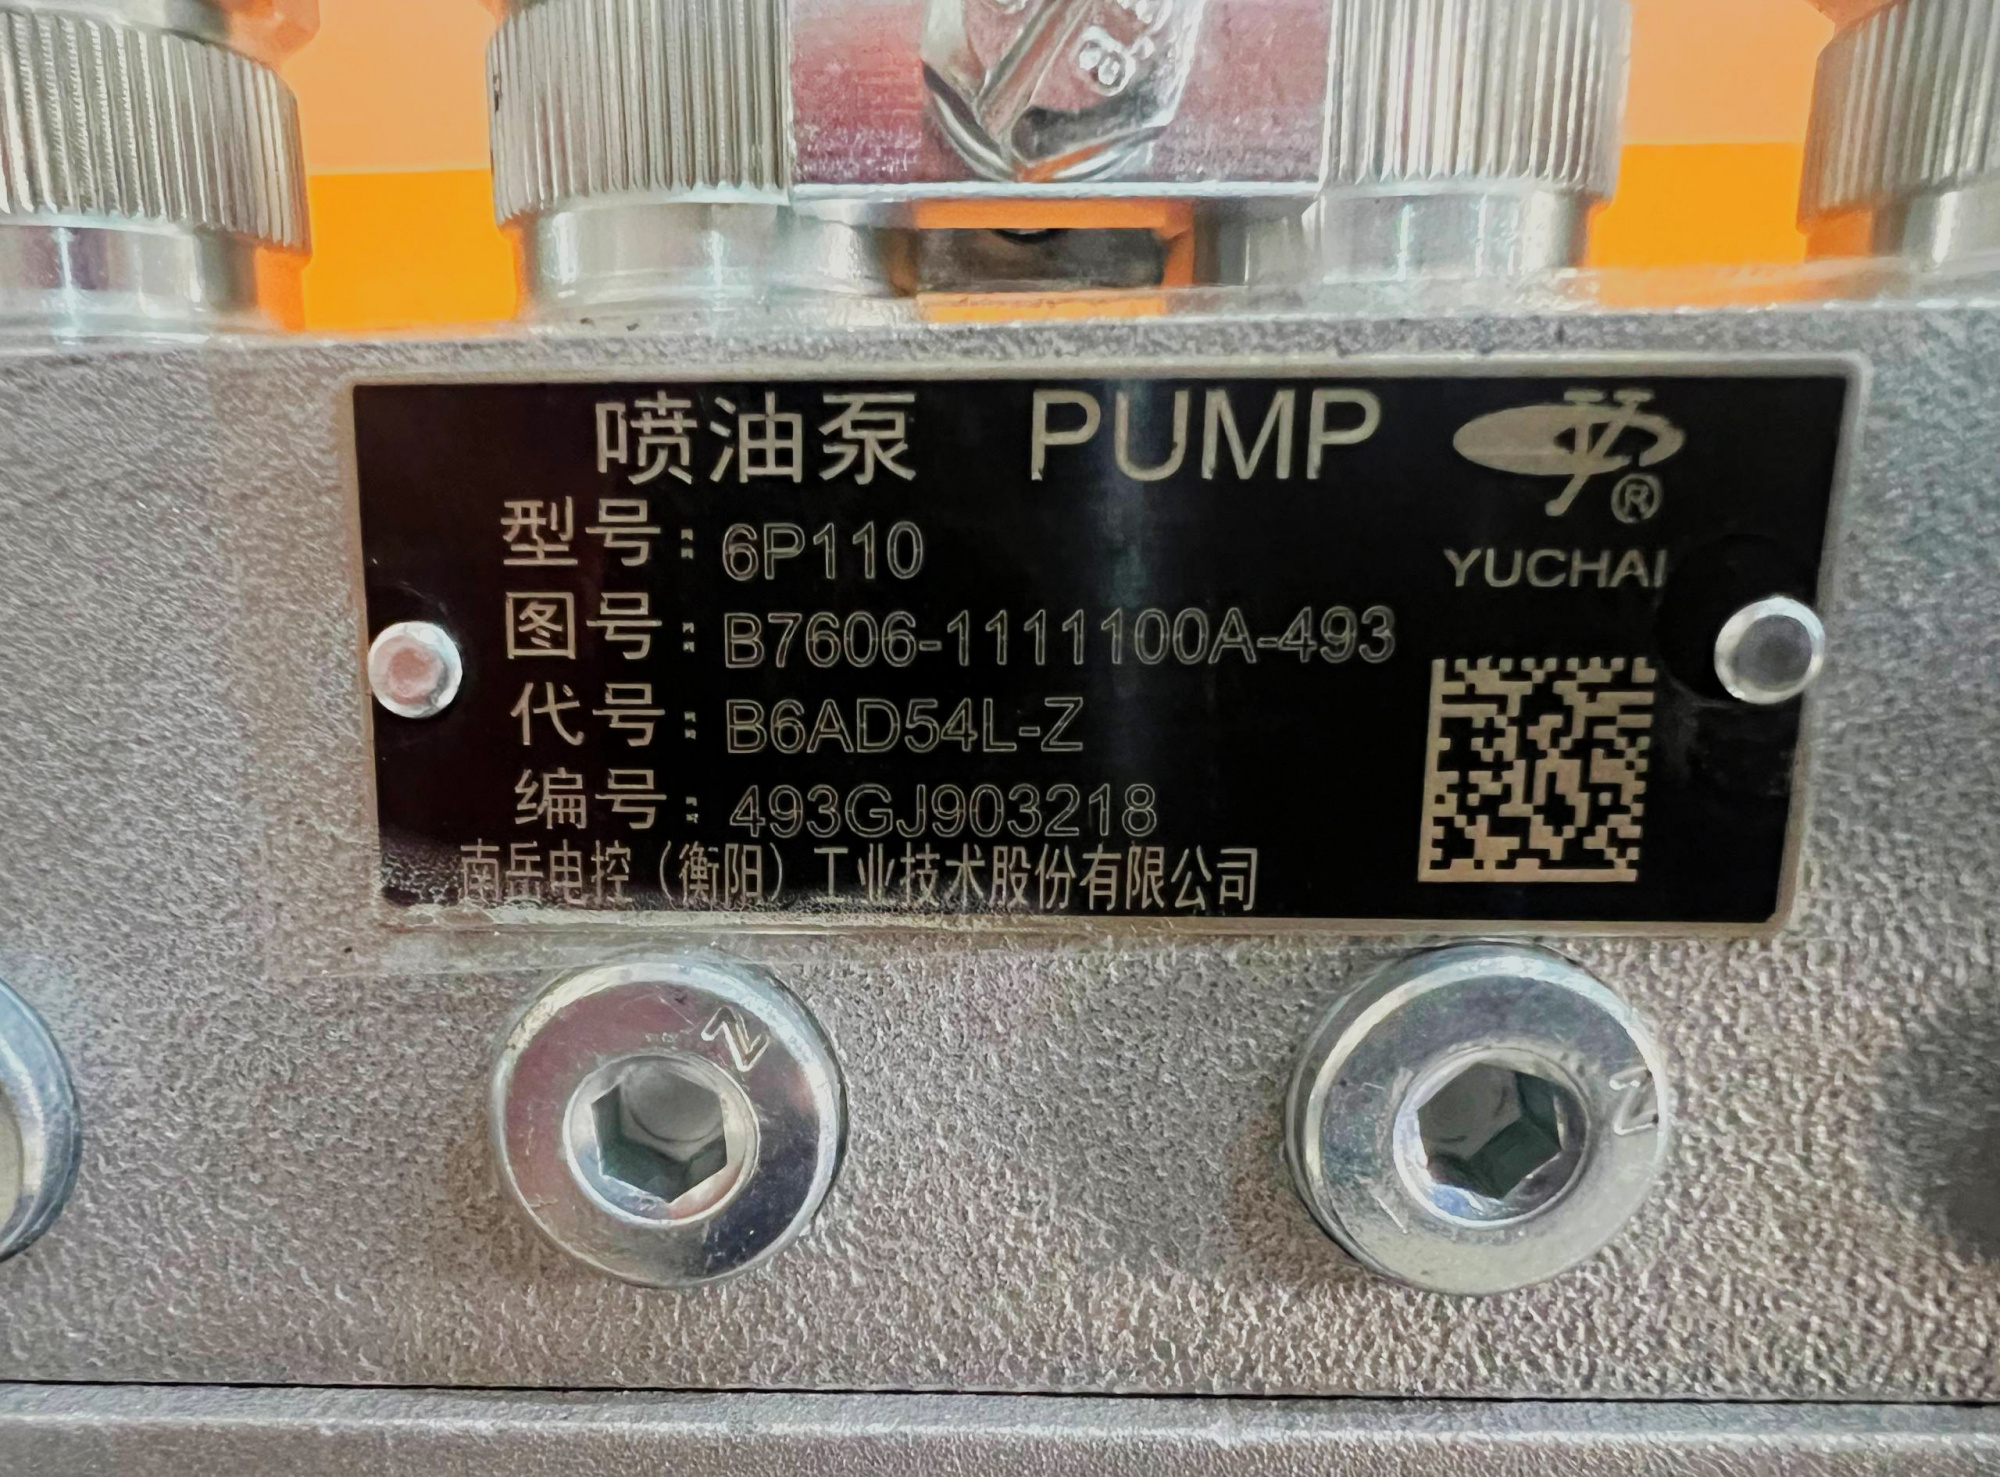 喷油泵 PUMP
®
YUCHAI
型号：6P110
图号：B7606-1111100A-493
代号：B6AD54L-Z
编号：493GJ903218
南岳电控（衡阳）工业技术股份有限公司
N
N